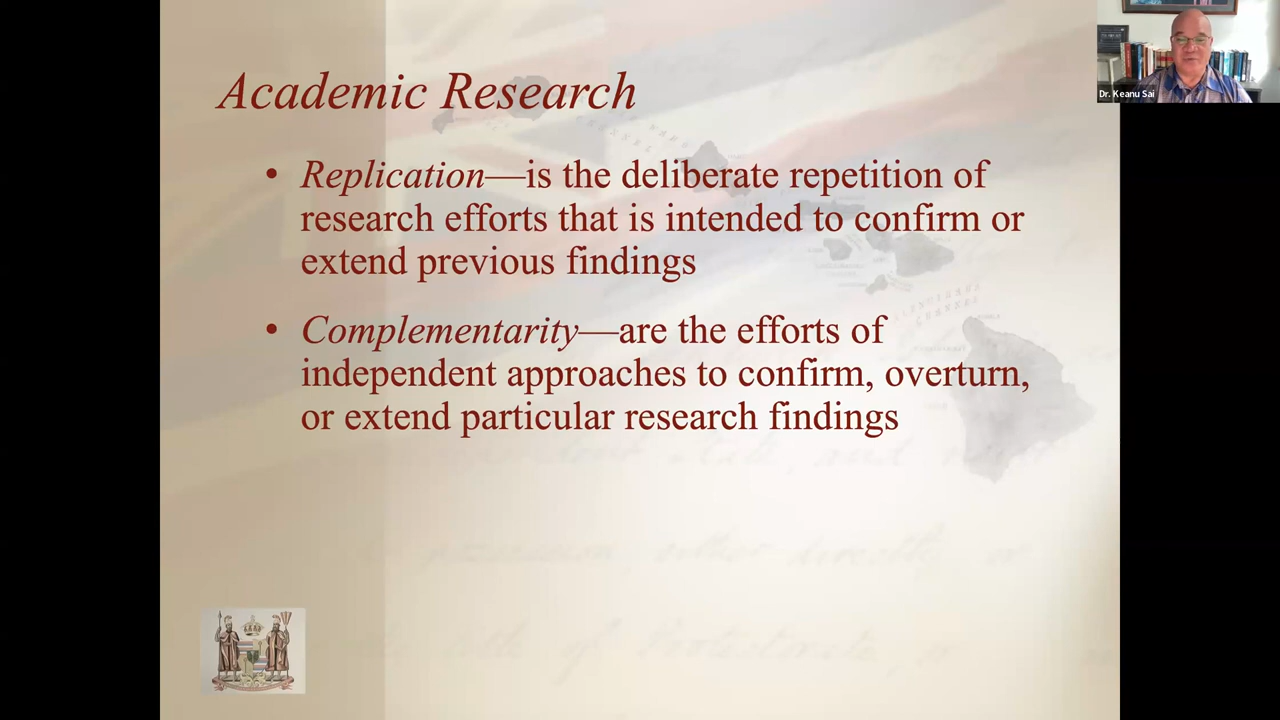 Academic Research
Dr. Keanu Sai
• Replication—is the deliberate repetition of
research efforts that is intended to confirm or
extend previous findings
• Complementarity—are the efforts of
independent approaches to confirm, overturn,
or extend particular research findings